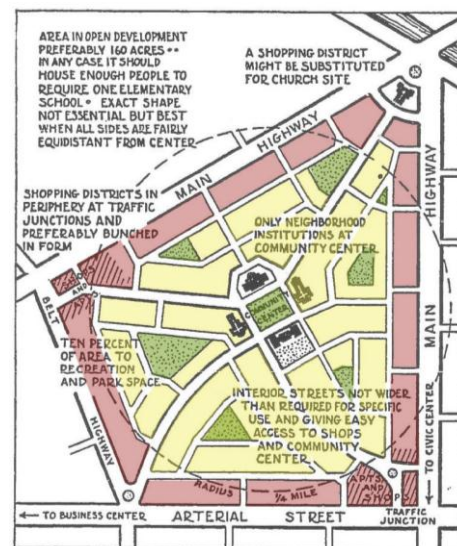 AREA IN OPEN DEVELOPMENT
PREFERABLY 160 ACRES • •
IN ANY CASE IT SHOULD
HOUSE ENOUGH PEOPLE TO
REQUIRE ONE ELEMENTARY
SCHOOL • EXACT SHAPE
NOT ESSENTIAL BUT BEST
WHEN ALL SIDES ARE FAIRLY
EQUIDISTANT FROM CENTER
A SHOPPING DISTRICT
MIGHT BE SUBSTITUTED
FOR CHURCH SITE
MAIN HIGHWAY
SHOPPING DISTRICTS IN
PERIPHERY AT TRAFFIC
JUNCTIONS AND
PREFERABLY BUNCHED
IN FORM
ONLY NEIGHBORHOOD
INSTITUTIONS AT
COMMUNITY CENTER
HIGHWAY
MAIN
SHOPS
AND
BELT
HIGHWAY
COMMUNITY
CENTER
TEN PERCENT
OF AREA TO
RECREATION
AND PARK SPACE
INTERIOR STREETS NOT WIDER
THAN REQUIRED FOR SPECIFIC
USE AND GIVING EASY
ACCESS TO SHOPS
AND COMMUNITY
CENTER
TO CIVIC CENTER
APTS.
AND
SHOPS
RADIUS 1/4 MILE
← TO BUSINESS CENTER
ARTERIAL STREET
TRAFFIC
JUNCTION